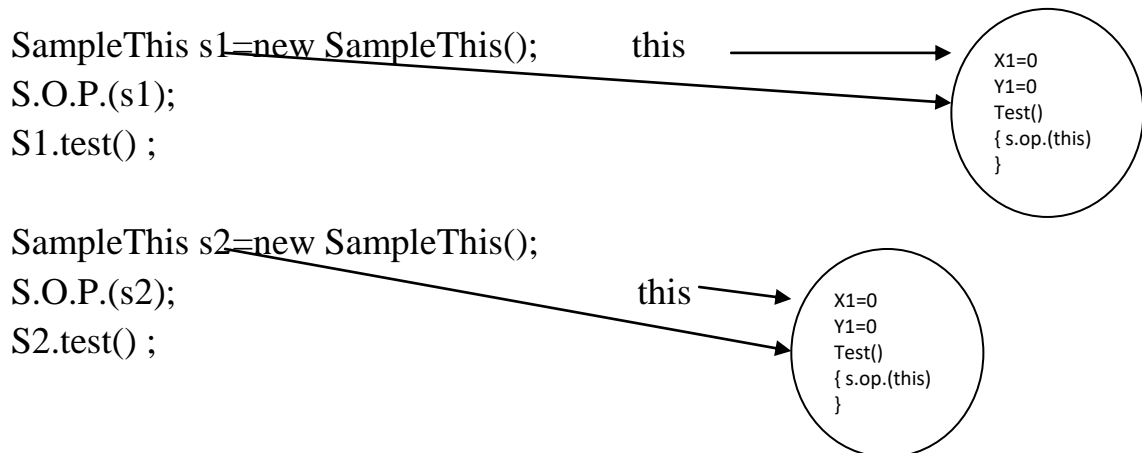 SampleThis s1=new SampleThis(); this
S.O.P.(s1);
S1.test() ;
X1=0
Y1=0
Test()
{ s.op.(this)
}
SampleThis s2=new SampleThis();
S.O.P.(s2); this
S2.test() ;
X1=0
Y1=0
Test()
{ s.op.(this)
}